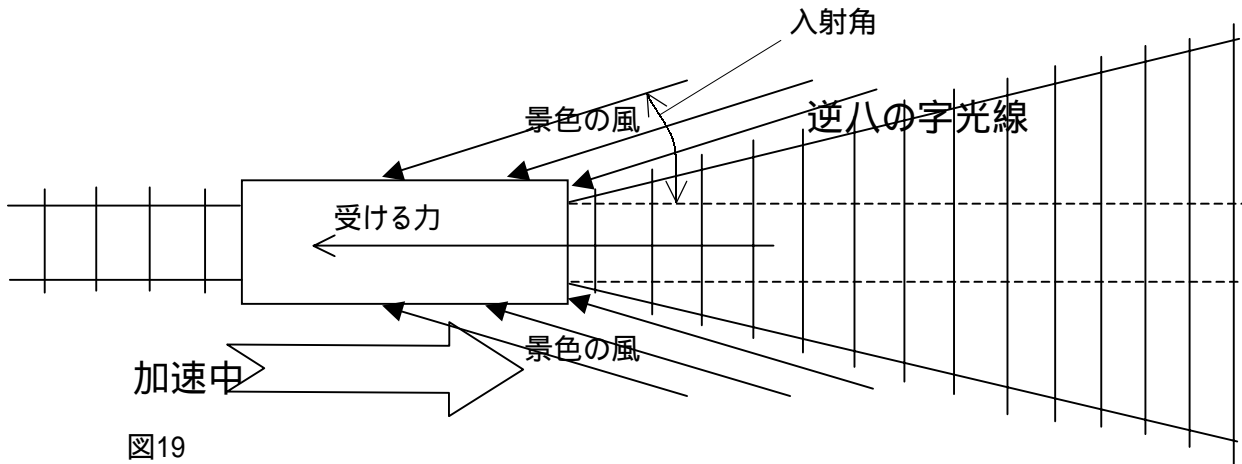 入射角
景色の風
逆八の字光線
受ける力
景色の風
加速中
図19